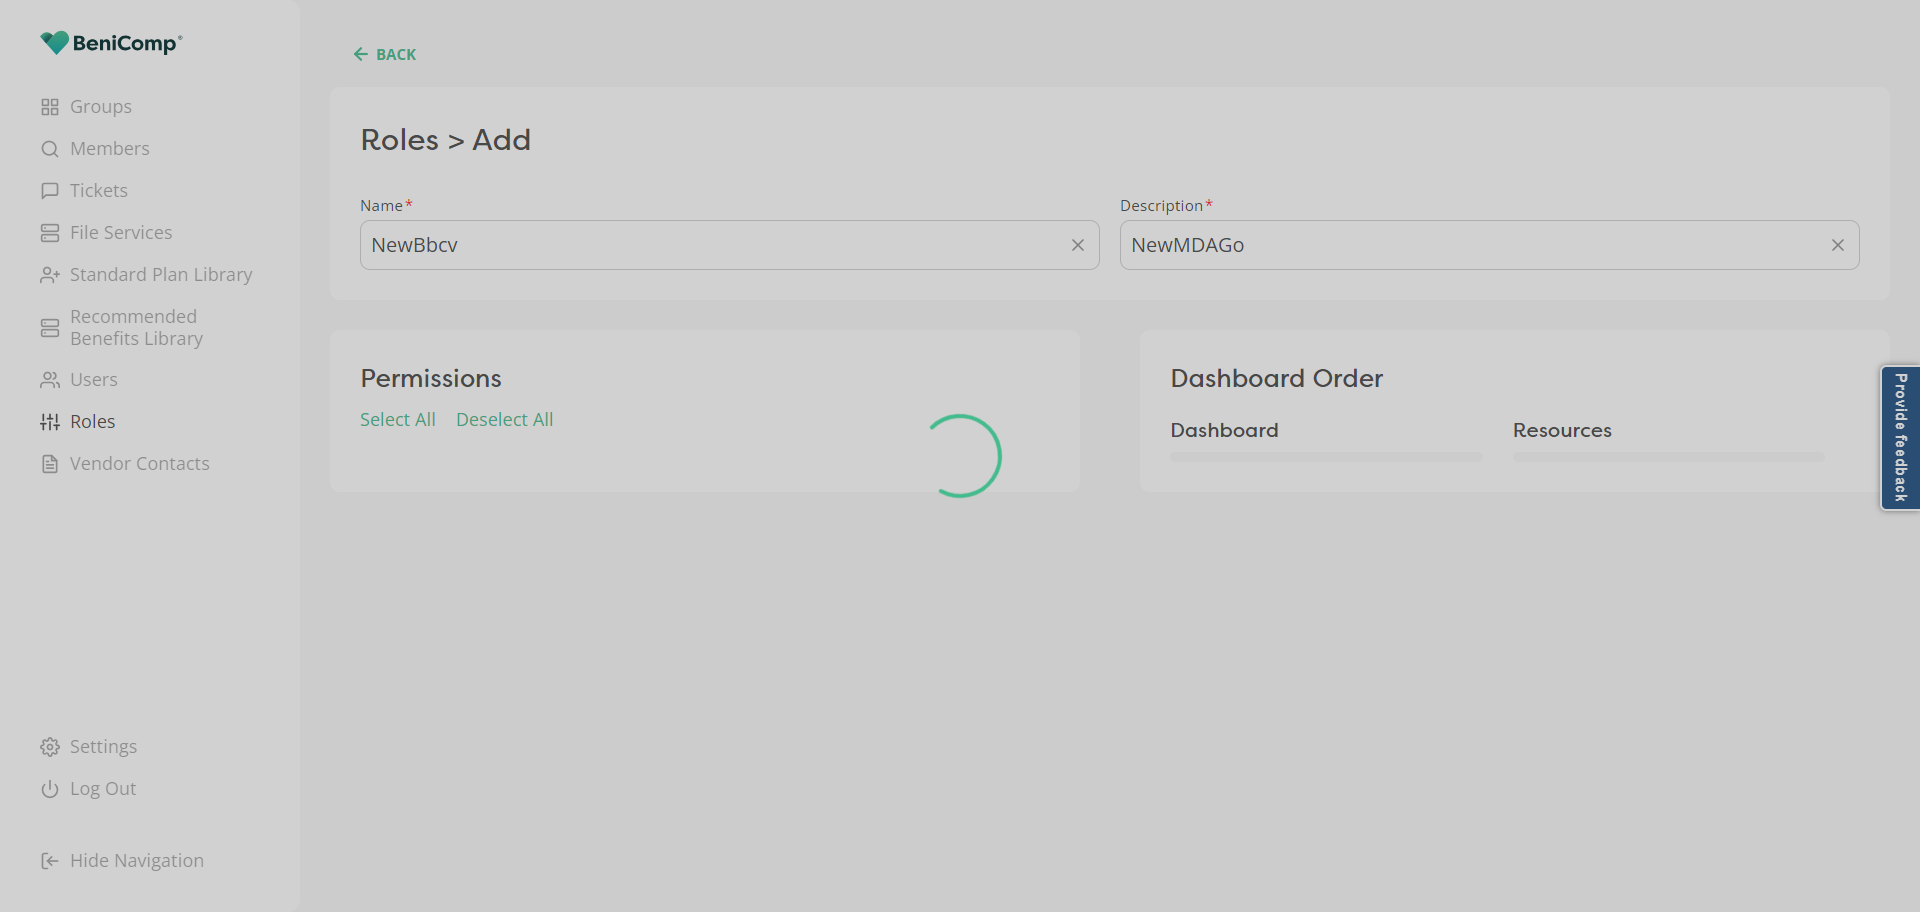 BeniComp®
Groups
Members
Tickets
File Services
Standard Plan Library
Recommended
Benefits Library
Users
Roles
Vendor Contacts
Settings
Log Out
Hide Navigation
BACK
Roles > Add
Name*
NewBbcv
Description*
NewMDAGo
Permissions
Select All Deselect All
Dashboard Order
Dashboard
Resources
Provide feedback